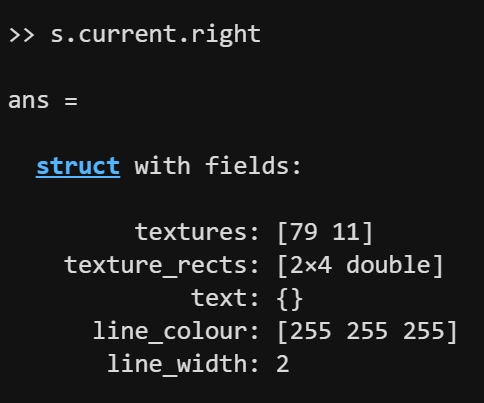 >> s.current.right
ans =
struct with fields:
textures: [79 11]
texture_rects: [2×4 double]
text: {}
line_colour: [255 255 255]
line_width: 2